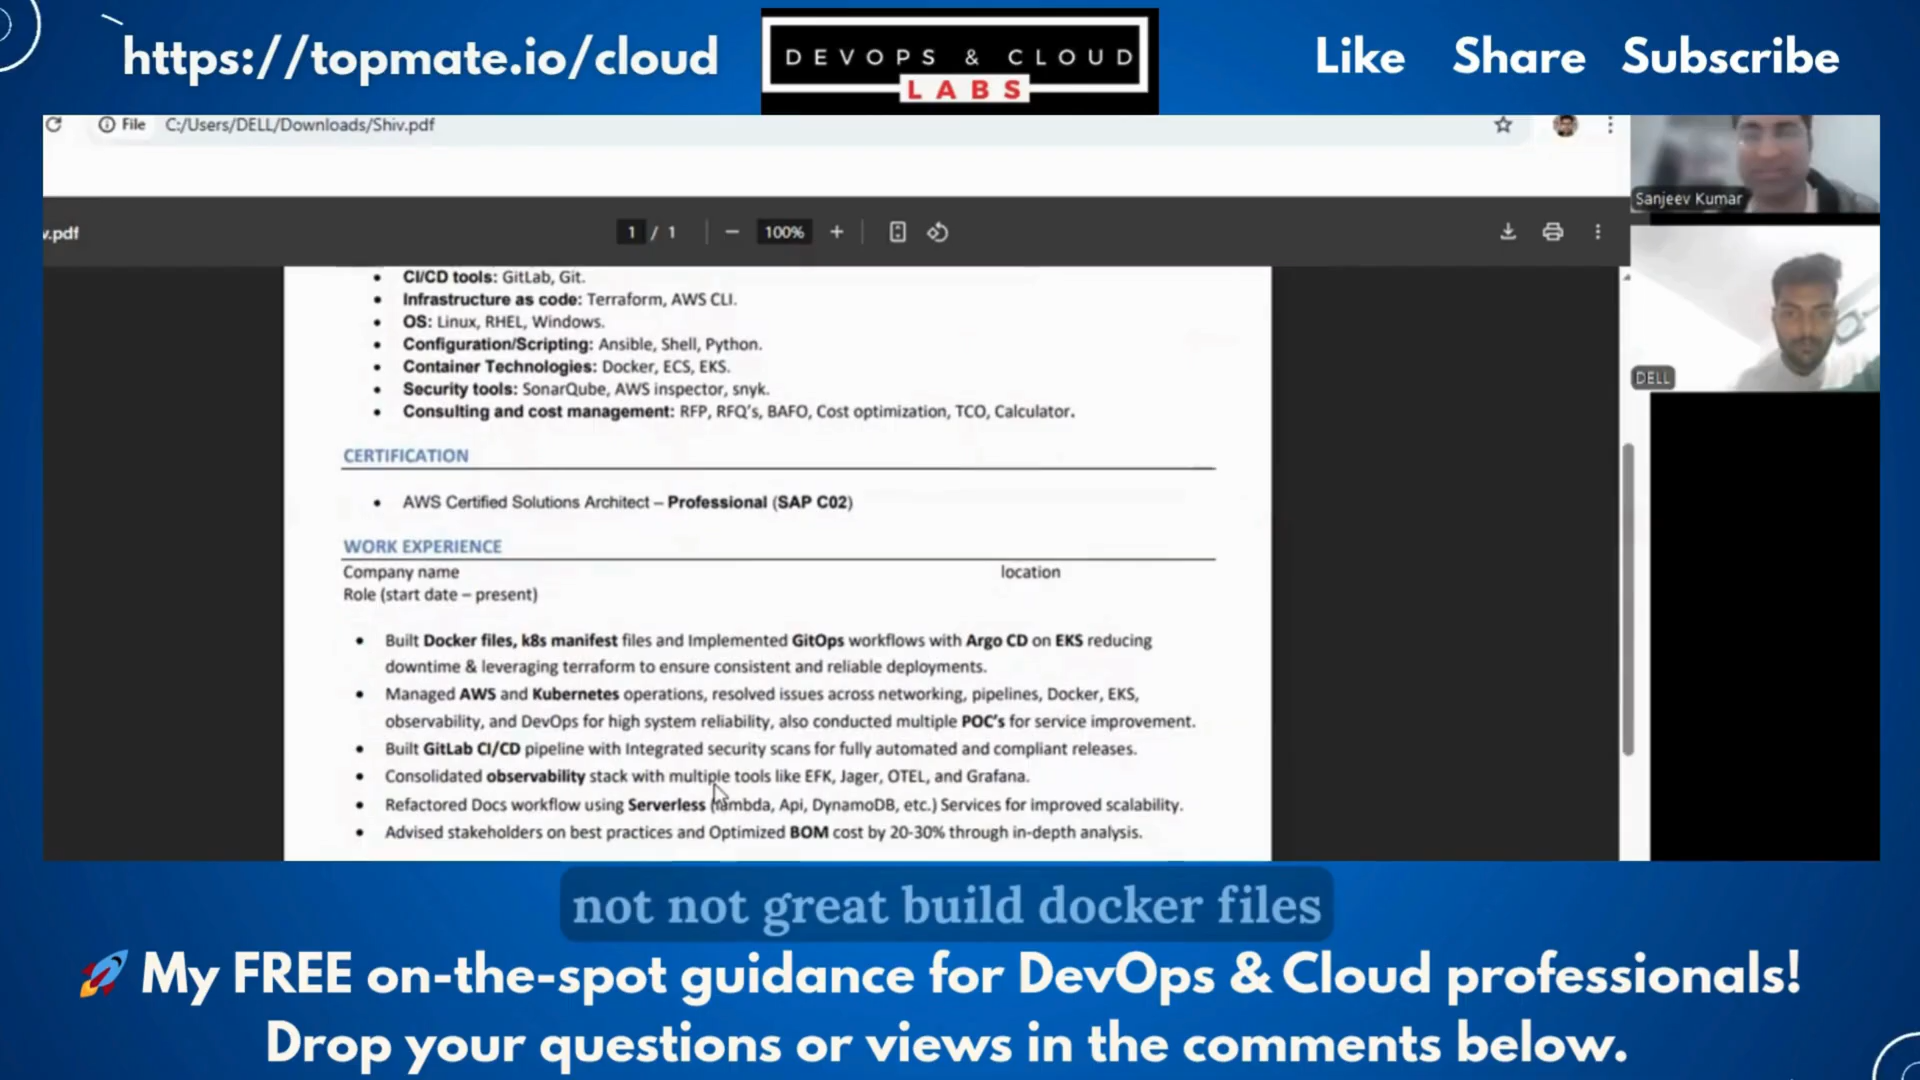 https://topmate.io/cloud
DEVOPS & CLOUD
LABS
Like Share Subscribe
File C:/Users/DELL/Downloads/Shiv.pdf
Sanjeev Kumar
v.pdf
1 / 1
100%
DELL
• CI/CD tools: GitLab, Git.
• Infrastructure as code: Terraform, AWS CLI.
• OS: Linux, RHEL, Windows.
• Configuration/Scripting: Ansible, Shell, Python.
• Container Technologies: Docker, ECS, EKS.
• Security tools: SonarQube, AWS inspector, snyk.
• Consulting and cost management: RFP, RFQ's, BAFO, Cost optimization, TCO, Calculator.
CERTIFICATION
• AWS Certified Solutions Architect – Professional (SAP C02)
WORK EXPERIENCE
Company name location
Role (start date – present)
• Built Docker files, k8s manifest files and Implemented GitOps workflows with Argo CD on EKS reducing
downtime & leveraging terraform to ensure consistent and reliable deployments.
• Managed AWS and Kubernetes operations, resolved issues across networking, pipelines, Docker, EKS,
observability, and DevOps for high system reliability, also conducted multiple POC's for service improvement.
• Built GitLab CI/CD pipeline with Integrated security scans for fully automated and compliant releases.
• Consolidated observability stack with multiple tools like EFK, Jager, OTEL, and Grafana.
• Refactored Docs workflow using Serverless (lambda, Api, DynamoDB, etc.) Services for improved scalability.
• Advised stakeholders on best practices and Optimized BOM cost by 20-30% through in-depth analysis.
not not great build docker files
🚀 My FREE on-the-spot guidance for DevOps & Cloud professionals!
Drop your questions or views in the comments below.